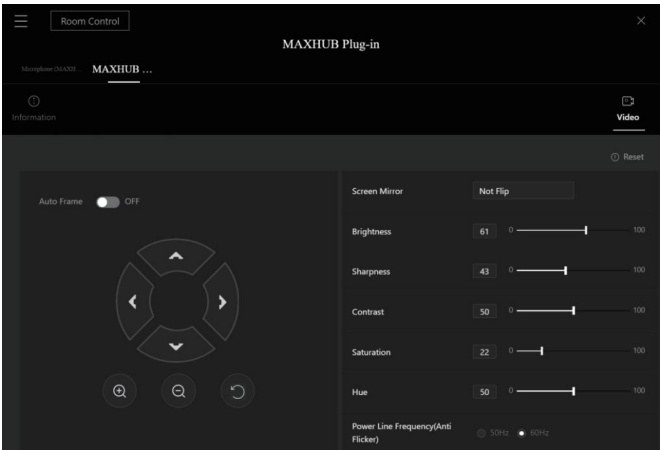 Room Control
MAXHUB Plug-in
Microphone (MAXH... MAXHUB ...
Information
Video
Reset
Auto Frame OFF
Screen Mirror Not Flip
Brightness 61 0 100
Sharpness 43 0 100
Contrast 50 0 100
Saturation 22 0 100
Hue 50 0 100
Power Line Frequency(Anti
Flicker) 50Hz 60Hz